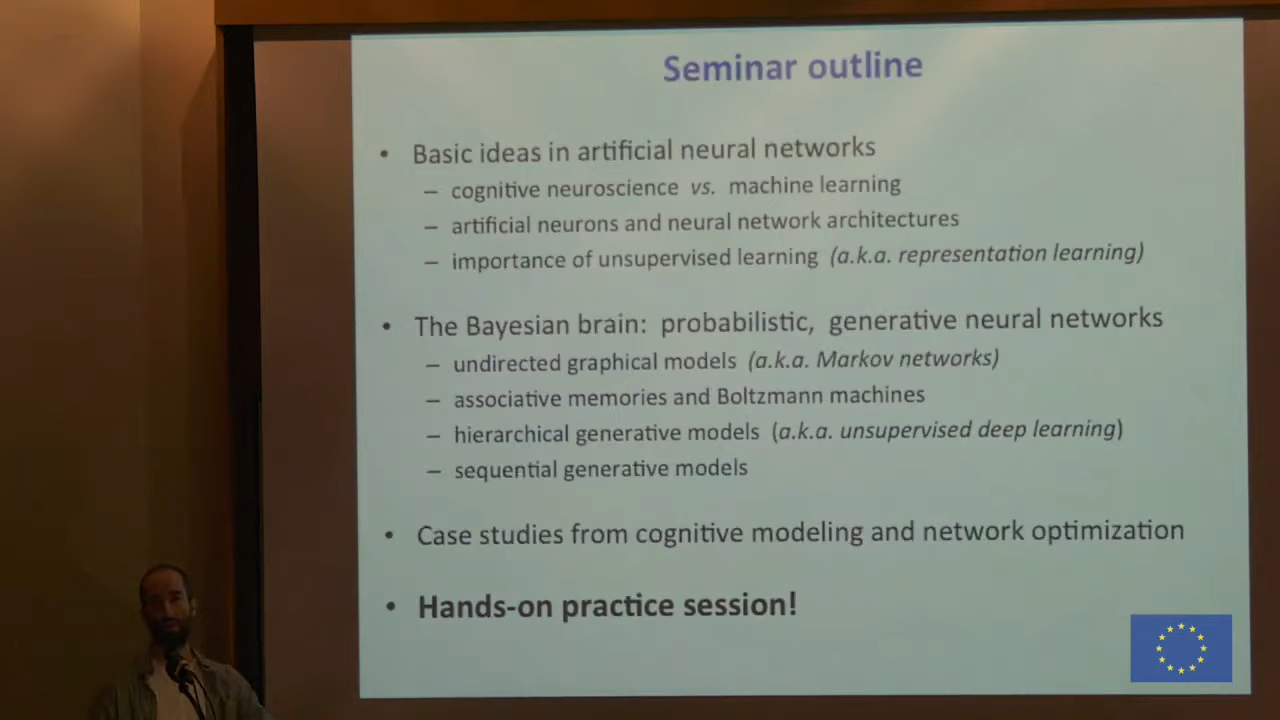 Seminar outline
• Basic ideas in artificial neural networks
– cognitive neuroscience vs. machine learning
– artificial neurons and neural network architectures
– importance of unsupervised learning (a.k.a. representation learning)
• The Bayesian brain: probabilistic, generative neural networks
– undirected graphical models (a.k.a. Markov networks)
– associative memories and Boltzmann machines
– hierarchical generative models (a.k.a. unsupervised deep learning)
– sequential generative models
• Case studies from cognitive modeling and network optimization
• Hands-on practice session!